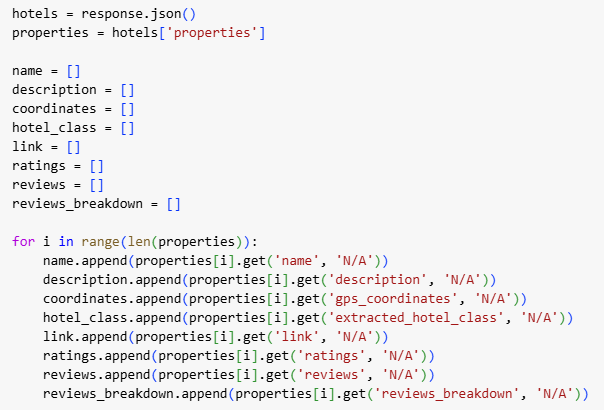 hotels = response.json()
properties = hotels['properties']
name = []
description = []
coordinates = []
hotel_class = []
link = []
ratings = []
reviews = []
reviews_breakdown = []
for i in range(len(properties)):
    name.append(properties[i].get('name', 'N/A'))
    description.append(properties[i].get('description', 'N/A'))
    coordinates.append(properties[i].get('gps_coordinates', 'N/A'))
    hotel_class.append(properties[i].get('extracted_hotel_class', 'N/A'))
    link.append(properties[i].get('link', 'N/A'))
    ratings.append(properties[i].get('ratings', 'N/A'))
    reviews.append(properties[i].get('reviews', 'N/A'))
    reviews_breakdown.append(properties[i].get('reviews_breakdown', 'N/A'))